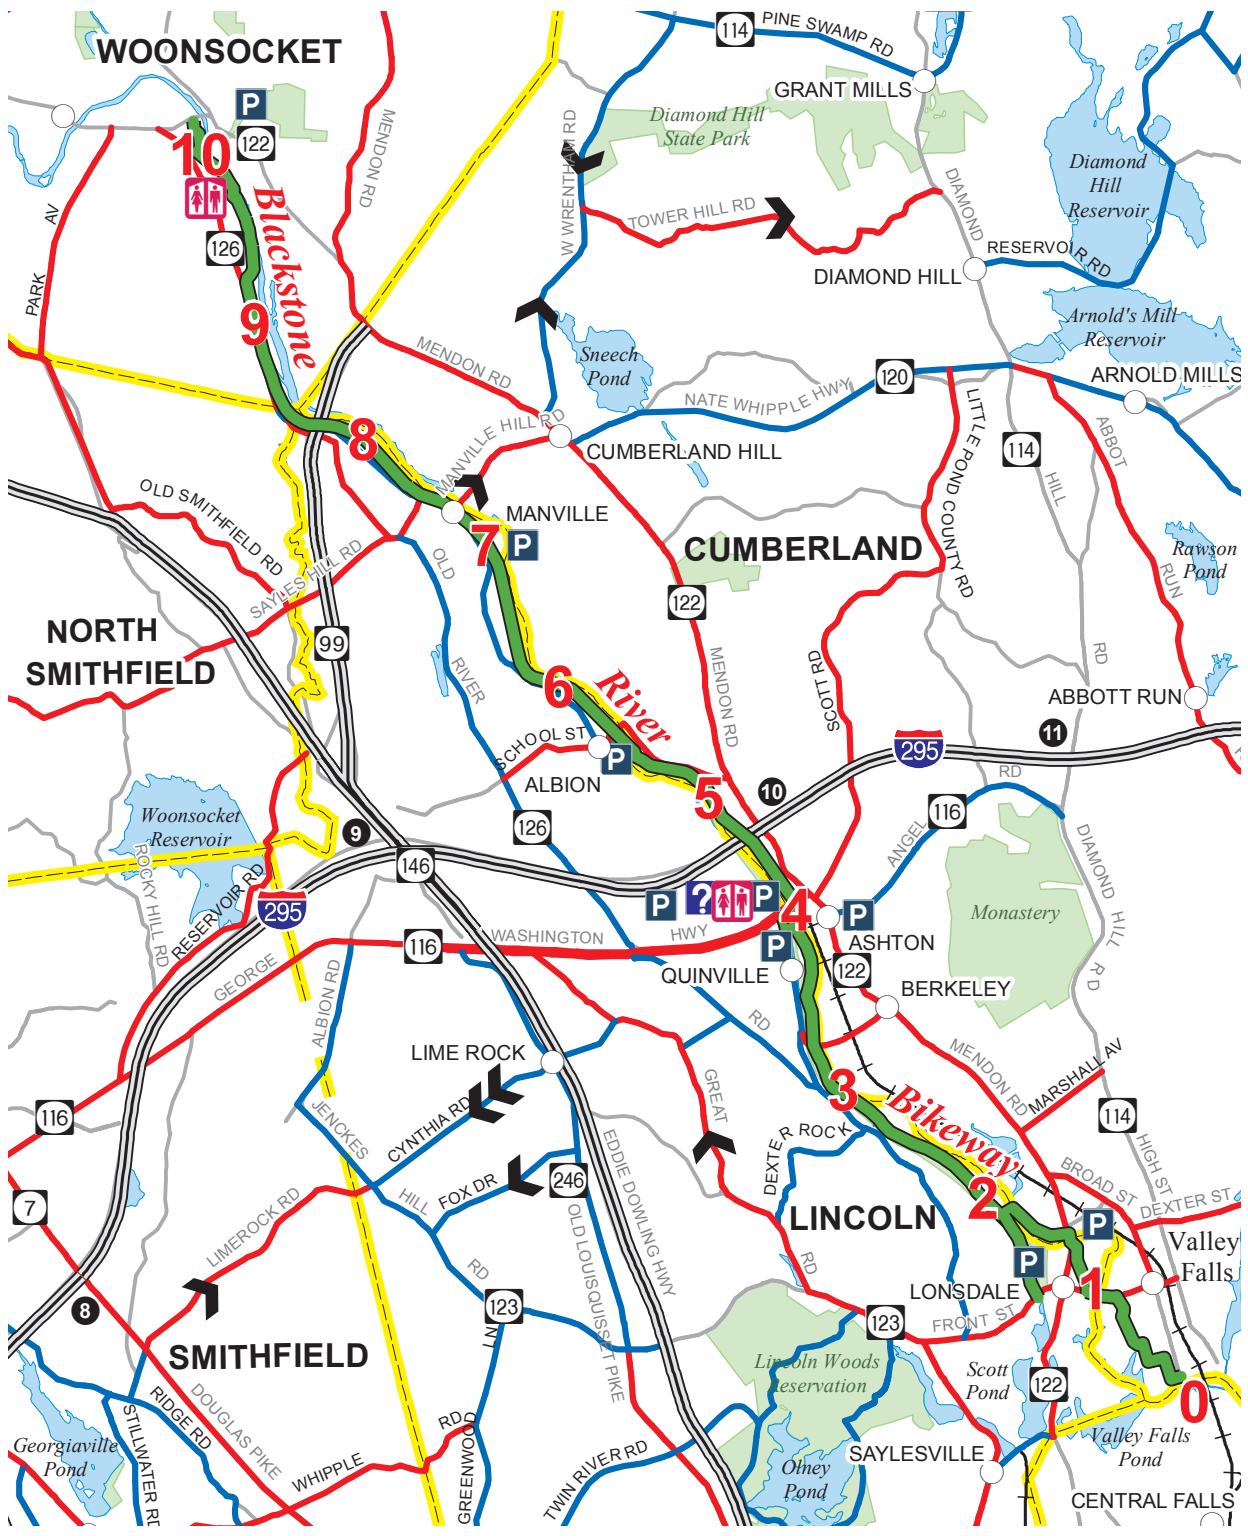 WOONSOCKET
114
PINE SWAMP RD
GRANT MILLS
P
122
MENDON RD
Diamond Hill
State Park
W WRENTHAM RD
10
Diamond
Hill
Reservoir
DIAMOND
PARK
AV
126
Blackstone
TOWER HILL RD
RESERVOIR RD
DIAMOND HILL
9
Arnold's Mill
Reservoir
MENDON RD
Sneech
Pond
120
NATE WHIPPLE HWY
ARNOLD MILLS
LITTLE POND COUNTY RD
8
MANVILLE HILL RD
CUMBERLAND HILL
114
HILL
ABBOT
OLD SMITHFIELD RD
MANVILLE
7
P
CUMBERLAND
Rawson
Pond
SAYLES HILL RD
OLD
RUN
NORTH
SMITHFIELD
99
122
RIVER
MENDON RD
SCOTT RD
RD
6
River
ABBOTT RUN
SCHOOL ST
P
ALBION
295
11
5
10
RD
Woonsocket
Reservoir
9
126
116
ANGEL
146
ROCKY HILL RD
RESERVOIR RD
295
P
?
P
4
P
ASHTON
Monastery
DIAMOND HILL RD
116
WASHINGTON
HWY
P
QUINVILLE
122
GEORGE
BERKELEY
ALBION RD
RD
LIME ROCK
MENDON RD
MARSHALL AV
GREAT
3
Bikeway
116
CYNTHIA RD
JENCKES
EDDIE DOWLING HWY
DEXTER ROCK
114
HIGH ST
BROAD ST
DEXTER ST
7
LIMEROCK RD
HILL
FOX DR
246
2
LINCOLN
P
Valley
Falls
RD
RD
P
OLD LOUISQUISSET PIKE
LONSDALE
1
8
123
LN
123
FRONT ST
SMITHFIELD
Lincoln Woods
Reservation
Scott
Pond
122
0
DOUGLAS PIKE
RIDGE RD
STILLWATER RD
Georgiaville
Pond
WHIPPLE
RD
GREENWOOD
TWIN RIVER RD
Olney
Pond
SAYLESVILLE
Valley Falls
Pond
CENTRAL FALLS